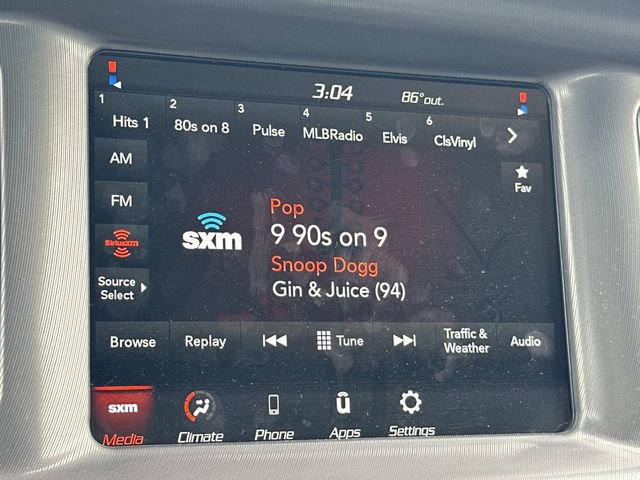 3:04 86°out.
1 Hits 1 2 80s on 8 3 Pulse 4 MLBRadio 5 Elvis 6 ClsVinyl
AM
FM
SiriusXM
Source
Select
Fav
sxm
Pop
9 90s on 9
Snoop Dogg
Gin & Juice (94)
Browse Replay Tune Traffic &
Weather Audio
sxm
Media Climate Phone Apps Settings